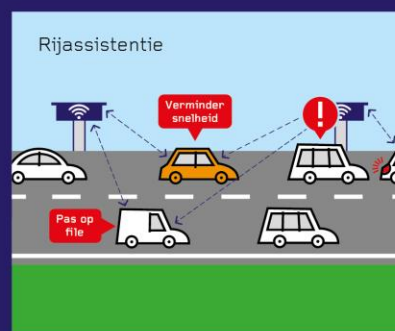 Rijassistentie
Verminder
snelheid
!
Pas op
file